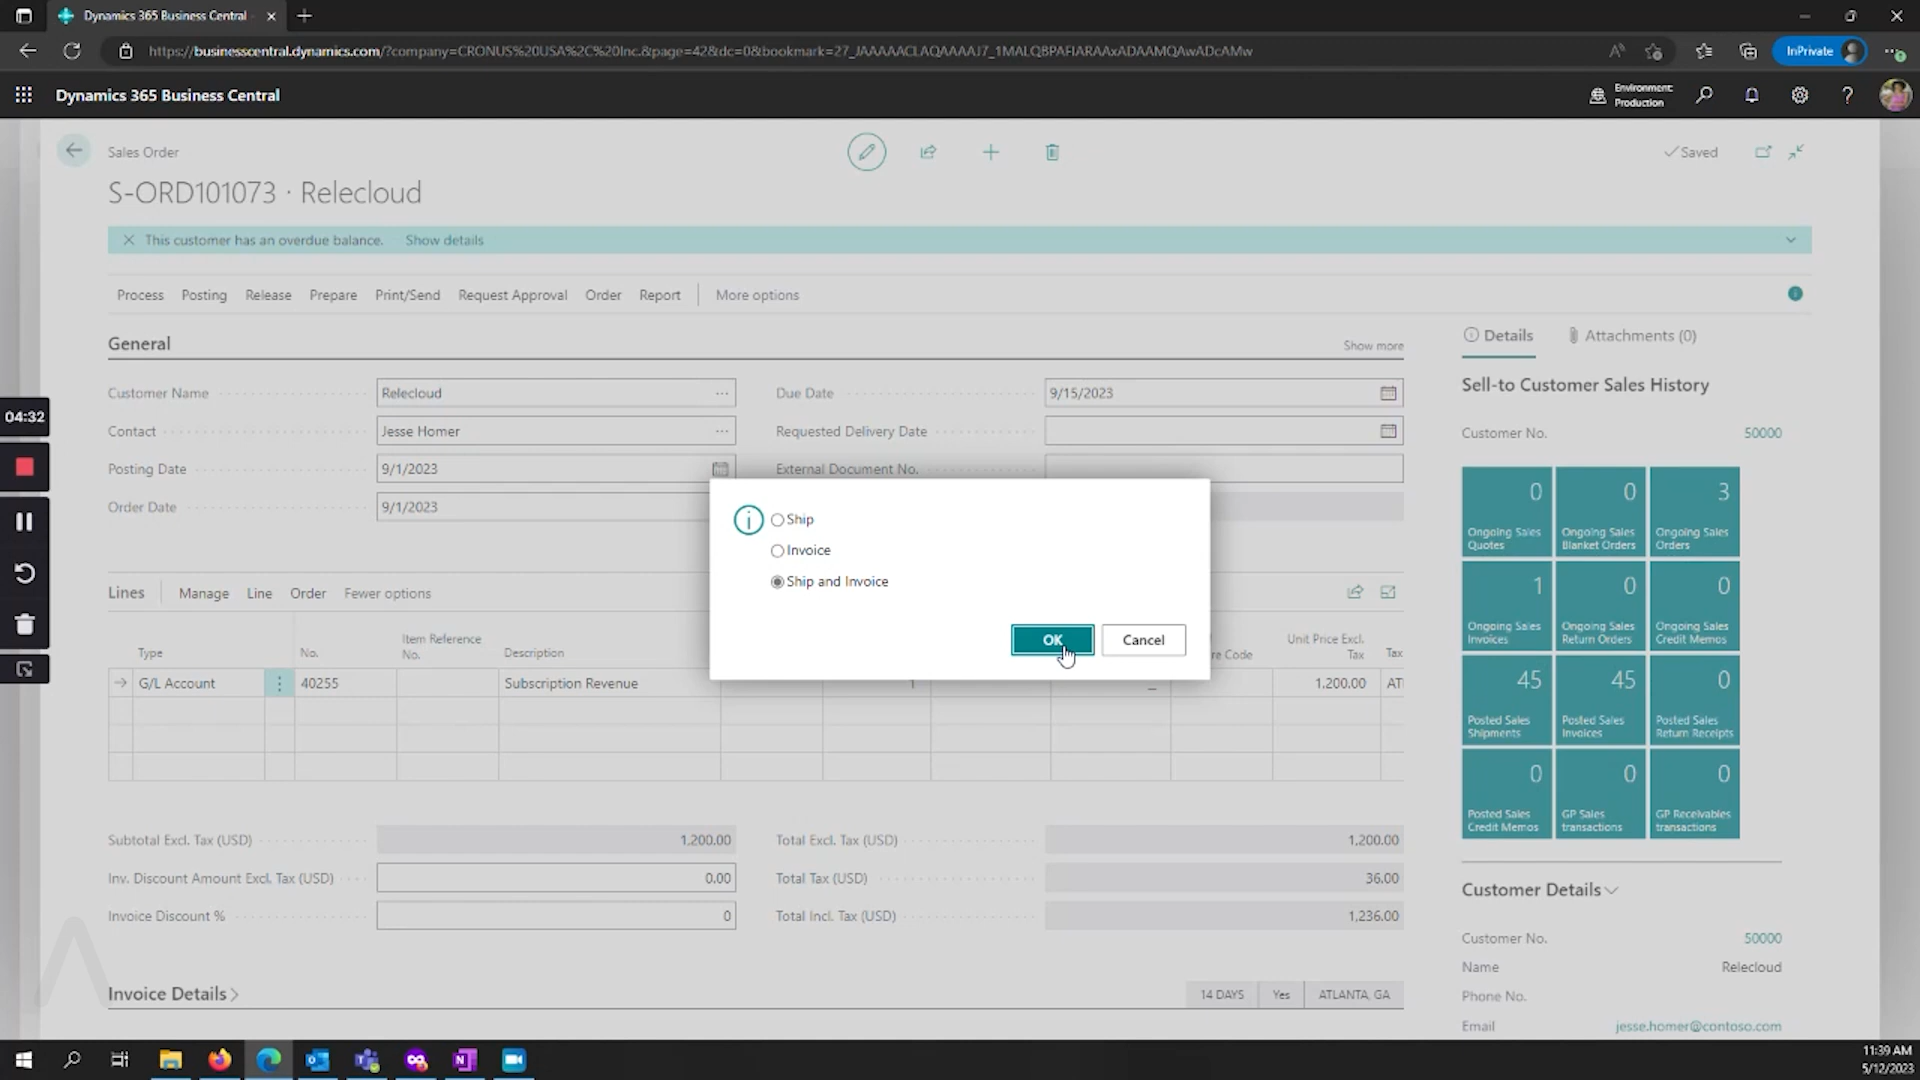 Dynamics 365 Business Central
https://businesscentral.dynamics.com/?company=CRONUS%20USA%2C%20Inc.&page=42&dc=0&bookmark=27_JAAAAACLAQAAAAJ7_1MALQBPAFIARAAxADAAMQAwADcAMw
InPrivate
Dynamics 365 Business Central
Environment:
Production
Sales Order
Saved
S-ORD101073 · Relecloud
This customer has an overdue balance. Show details
Process Posting Release Prepare Print/Send Request Approval Order Report More options
General
Show more
Customer Name Relecloud
Contact Jesse Homer
Posting Date 9/1/2023
Order Date 9/1/2023
Due Date 9/15/2023
Requested Delivery Date
External Document No.
Ship
Invoice
Ship and Invoice
OK Cancel
04:32
Lines Manage Line Order Fewer options
Type No. Item Reference No. Description re Code Unit Price Excl. Tax Tax
G/L Account 40255 Subscription Revenue 1 _ 1,200.00 AT
Subtotal Excl. Tax (USD) 1,200.00
Inv. Discount Amount Excl. Tax (USD) 0.00
Invoice Discount % 0
Total Excl. Tax (USD) 1,200.00
Total Tax (USD) 36.00
Total Incl. Tax (USD) 1,236.00
Invoice Details 14 DAYS Yes ATLANTA, GA
Details Attachments (0)
Sell-to Customer Sales History
Customer No. 50000
0 Ongoing Sales Quotes
0 Ongoing Sales Blanket Orders
3 Ongoing Sales Orders
1 Ongoing Sales Invoices
0 Ongoing Sales Return Orders
0 Ongoing Sales Credit Memos
45 Posted Sales Shipments
45 Posted Sales Invoices
0 Posted Sales Return Receipts
0 Posted Sales Credit Memos
0 GP Sales transactions
0 GP Receivables transactions
Customer Details
Customer No. 50000
Name Relecloud
Phone No.
Email jesse.homer@contoso.com
11:39 AM
5/12/2023